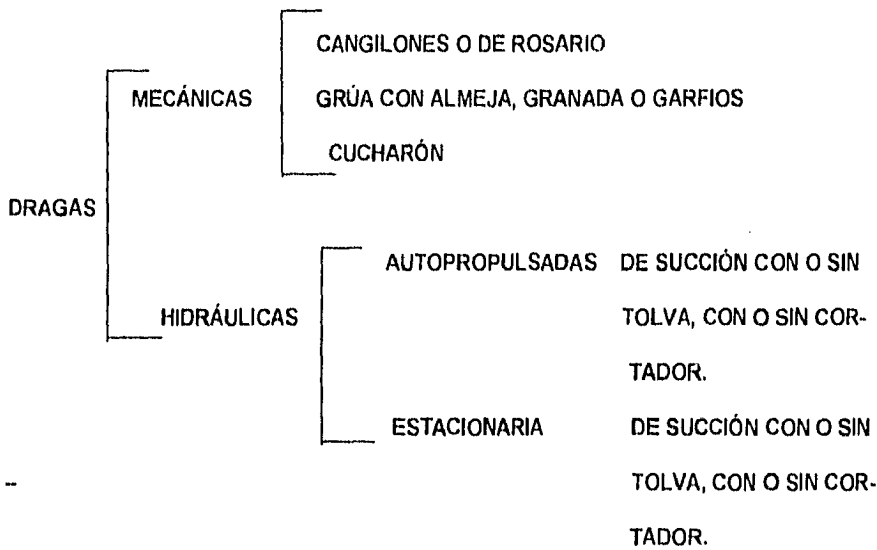 CANGILONES O DE ROSARIO
MECÁNICAS GRÚA CON ALMEJA, GRANADA O GARFIOS
CUCHARÓN
DRAGAS
AUTOPROPULSADAS DE SUCCIÓN CON O SIN
HIDRÁULICAS TOLVA, CON O SIN COR-
TADOR.
ESTACIONARIA DE SUCCIÓN CON O SIN
TOLVA, CON O SIN COR-
TADOR.